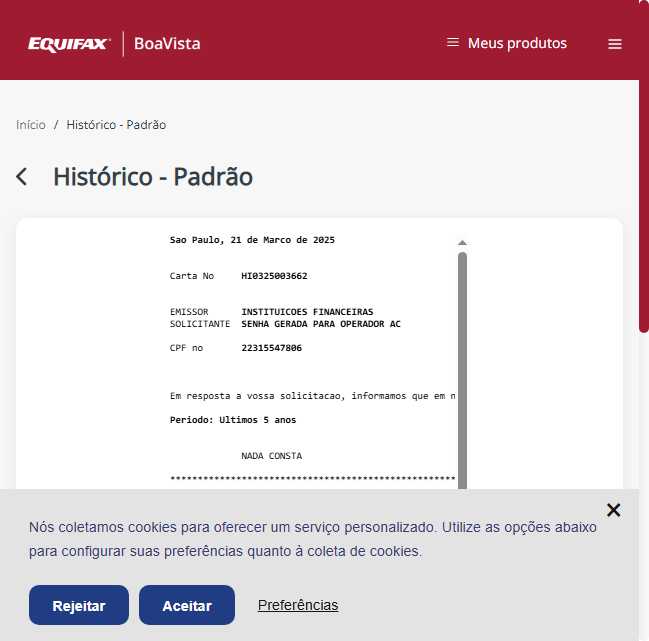 EQUIFAX | BoaVista
Meus produtos
Início / Histórico - Padrão
Histórico - Padrão
Sao Paulo, 21 de Marco de 2025
Carta No HI0325003662
EMISSOR INSTITUICOES FINANCEIRAS
SOLICITANTE SENHA GERADA PARA OPERADOR AC
CPF no 22315547806
Em resposta a vossa solicitacao, informamos que em
Periodo: Ultimos 5 anos
NADA CONSTA
****************************************************
Nós coletamos cookies para oferecer um serviço personalizado. Utilize as opções abaixo
para configurar suas preferências quanto à coleta de cookies.
Rejeitar
Aceitar
Preferências